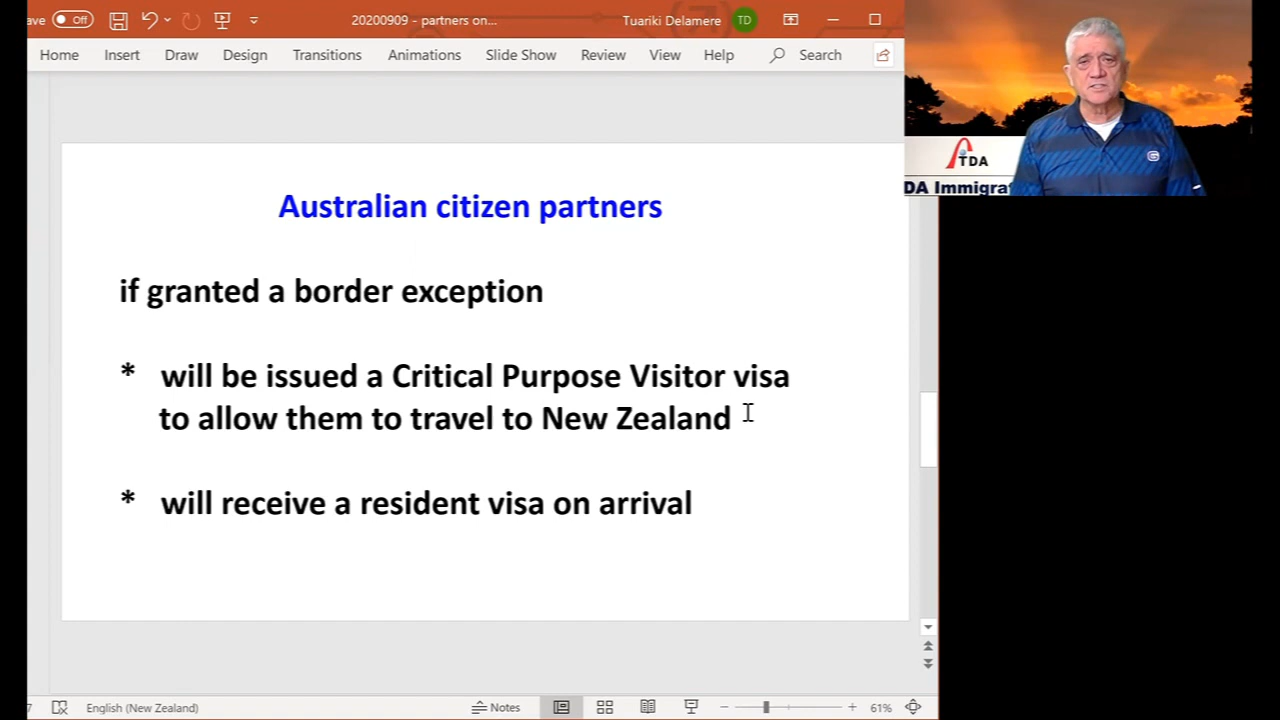 ave Off 20200909 - partners on... Tuariki Delamere TD
Home Insert Draw Design Transitions Animations Slide Show Review View Help Search
TDA
DA Immigra
Australian citizen partners
if granted a border exception
* will be issued a Critical Purpose Visitor visa
to allow them to travel to New Zealand
* will receive a resident visa on arrival
7 English (New Zealand) Notes 61%